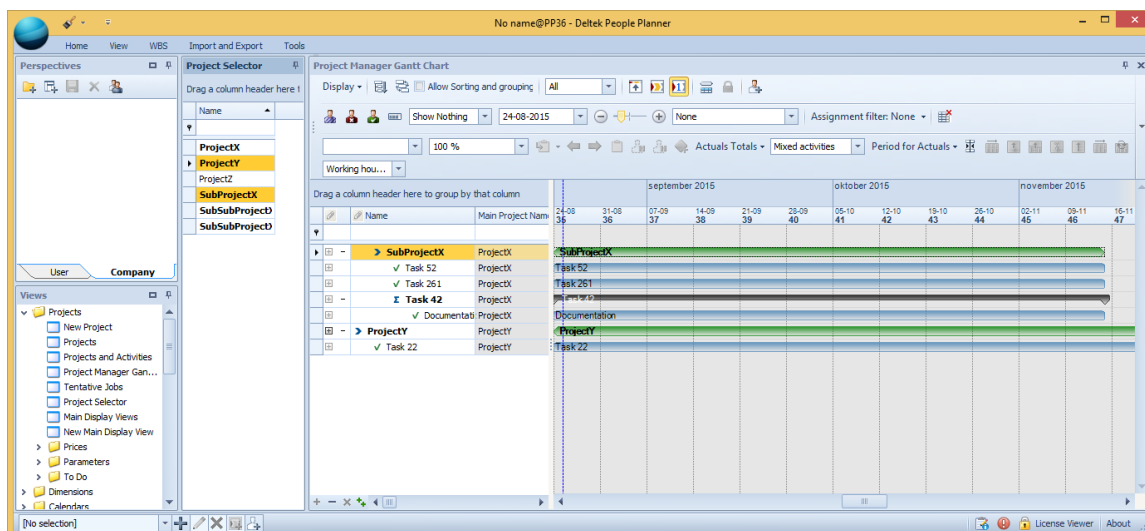 No name@PP36 - Deltek People Planner
Home View WBS Import and Export Tools
Perspectives
User Company
Views
Projects
New Project
Projects
Projects and Activities
Project Manager Gan...
Tentative Jobs
Project Selector
Main Display Views
New Main Display View
Prices
Parameters
To Do
Dimensions
Calendars
Project Selector
Drag a column header here t
Name
ProjectX
ProjectY
ProjectZ
SubProjectX
SubSubProject
SubSubProject
Project Manager Gantt Chart
Display Allow Sorting and grouping All
Show Nothing 24-08-2015 None Assignment filter: None
100 % Actuals Totals Mixed activities Period for Actuals
Working hou...
Drag a column header here to group by that column
september 2015 oktober 2015 november 2015
Name Main Project Name
24-08 31-08 07-09 14-09 21-09 28-09 05-10 12-10 19-10 26-10 02-11 09-11 16-11
35 36 37 38 39 40 41 42 43 44 45 46 47
SubProjectX ProjectX SubProjectX
Task 52 ProjectX Task 52
Task 261 ProjectX Task 261
Σ Task 42 ProjectX Task 42
Documentati ProjectX Documentation
ProjectY ProjectY ProjectY
Task 22 ProjectY Task 22
[No selection] License Viewer About